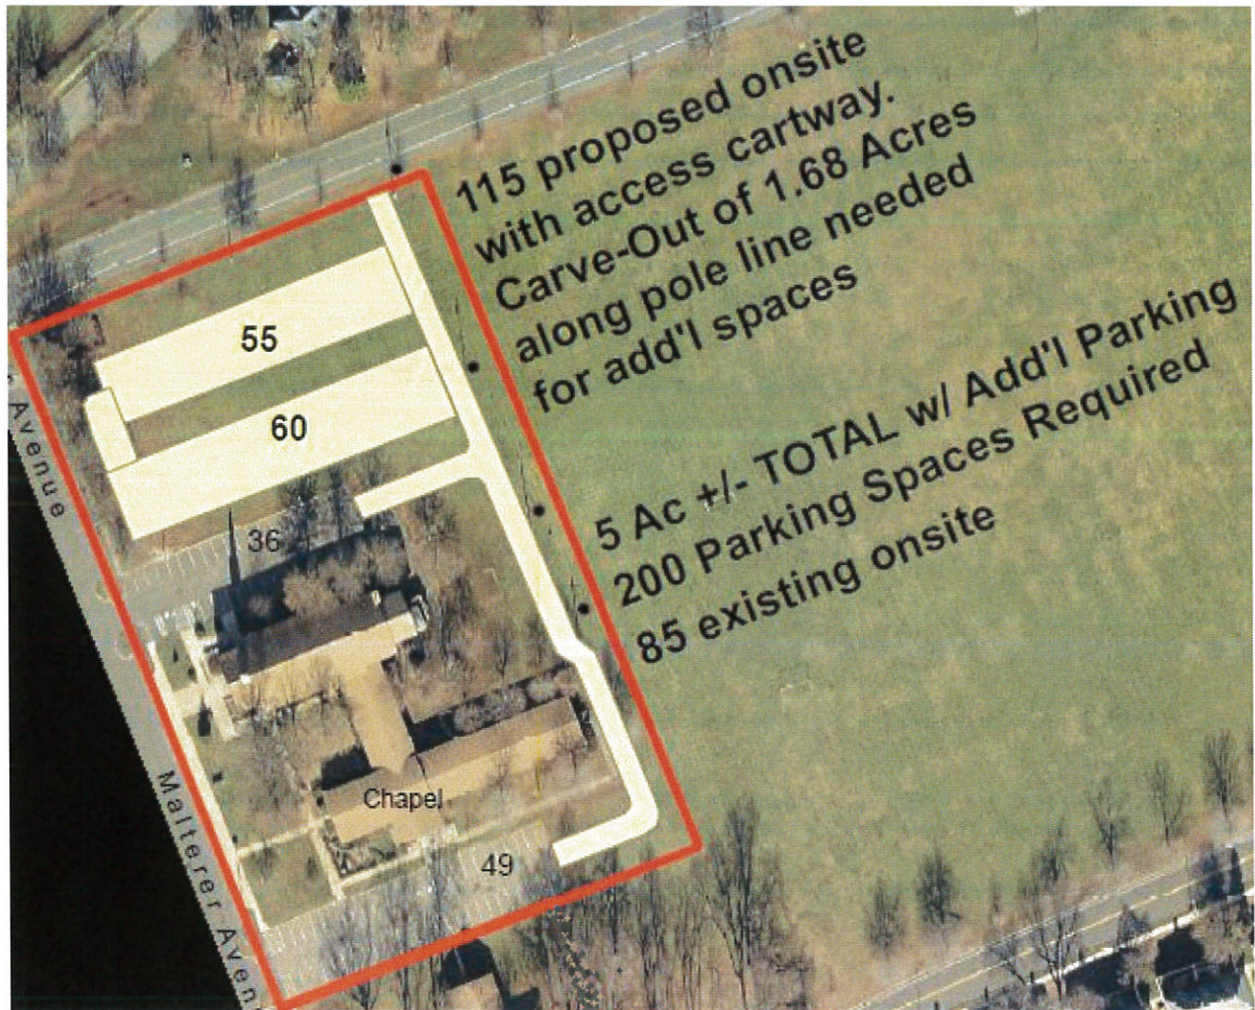 115 proposed onsite
with access cartway.
Carve-Out of 1.68 Acres
along pole line needed
for add'l spaces
55
60
5 Ac +/- TOTAL w/ Add'l Parking
200 Parking Spaces Required
85 existing onsite
Avenue
36
Chapel
49
Malterer Aven